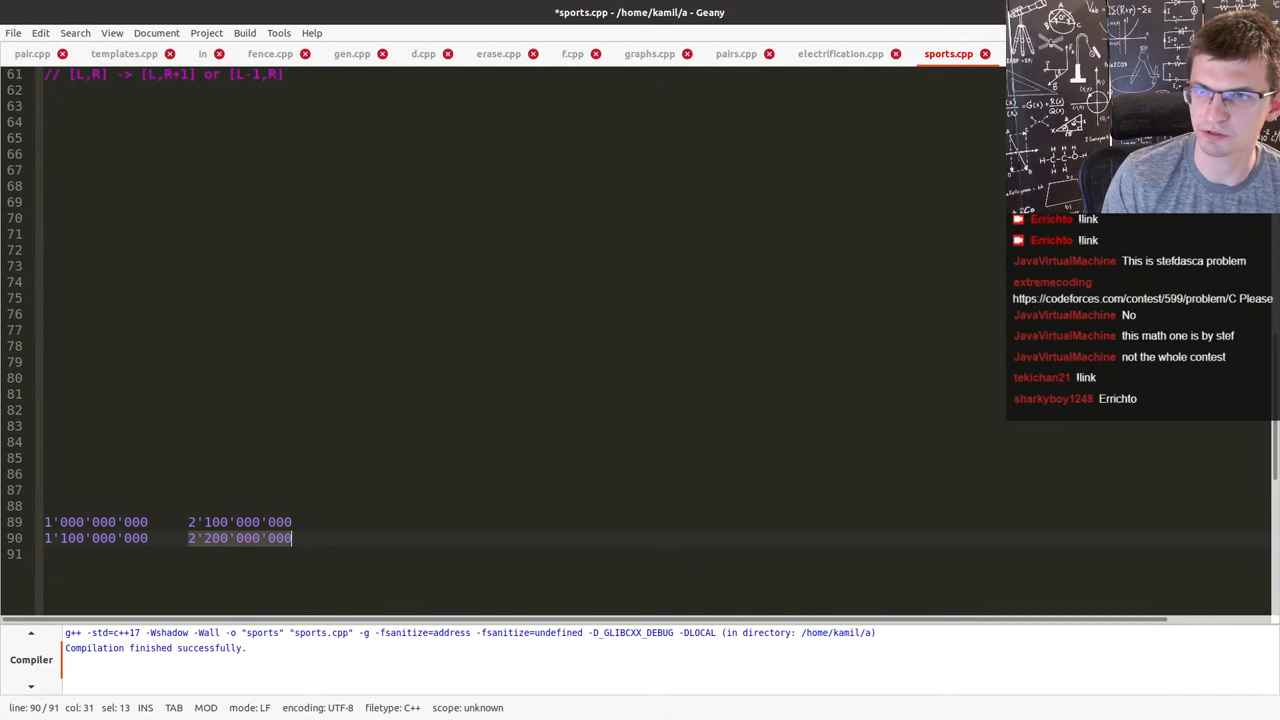 *sports.cpp - /home/kamil/a - Geany
File Edit Search View Document Project Build Tools Help
pair.cpp templates.cpp in fence.cpp gen.cpp d.cpp erase.cpp f.cpp graphs.cpp pairs.cpp electrification.cpp sports.cpp
61 // [L,R] -> [L,R+1] or [L-1,R]
62
63
64
65
66
67
68
69
70
71
72
73
74
75
76
77
78
79
80
81
82
83
84
85
86
87
88
89 1'000'000'000 2'100'000'000
90 1'100'000'000 2'200'000'000
91
Errichto !link
Errichto !link
JavaVirtualMachine This is stefdasca problem
extremecoding
https://codeforces.com/contest/599/problem/C Please
JavaVirtualMachine No
JavaVirtualMachine this math one is by stef
JavaVirtualMachine not the whole contest
tekichan21 !link
sharkyboy1248 Errichto
Compiler
g++ -std=c++17 -Wshadow -Wall -o "sports" "sports.cpp" -g -fsanitize=address -fsanitize=undefined -D_GLIBCXX_DEBUG -DLOCAL (in directory: /home/kamil/a)
Compilation finished successfully.
line: 90 / 91 col: 31 sel: 13 INS TAB MOD mode: LF encoding: UTF-8 filetype: C++ scope: unknown